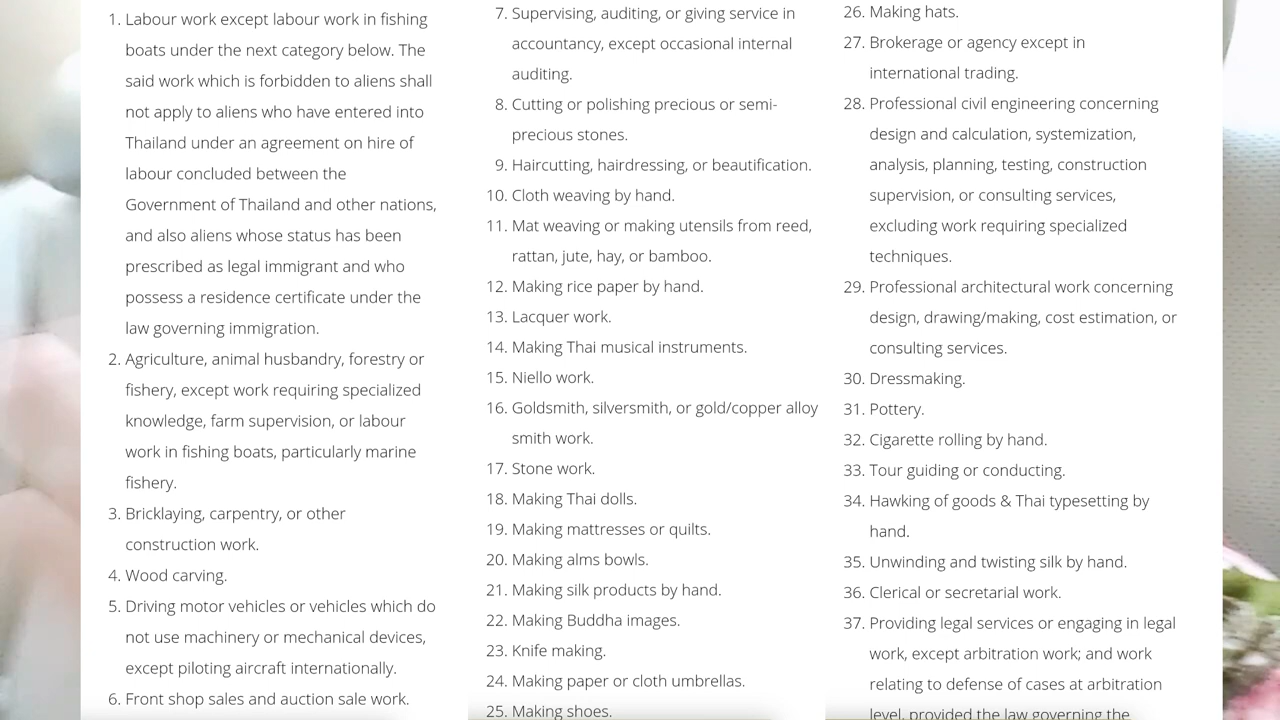 1. Labour work except labour work in fishing
boats under the next category below. The
said work which is forbidden to aliens shall
not apply to aliens who have entered into
Thailand under an agreement on hire of
labour concluded between the
Government of Thailand and other nations,
and also aliens whose status has been
prescribed as legal immigrant and who
possess a residence certificate under the
law governing immigration.
2. Agriculture, animal husbandry, forestry or
fishery, except work requiring specialized
knowledge, farm supervision, or labour
work in fishing boats, particularly marine
fishery.
3. Bricklaying, carpentry, or other
construction work.
4. Wood carving.
5. Driving motor vehicles or vehicles which do
not use machinery or mechanical devices,
except piloting aircraft internationally.
6. Front shop sales and auction sale work.
7. Supervising, auditing, or giving service in
accountancy, except occasional internal
auditing.
8. Cutting or polishing precious or semi-
precious stones.
9. Haircutting, hairdressing, or beautification.
10. Cloth weaving by hand.
11. Mat weaving or making utensils from reed,
rattan, jute, hay, or bamboo.
12. Making rice paper by hand.
13. Lacquer work.
14. Making Thai musical instruments.
15. Niello work.
16. Goldsmith, silversmith, or gold/copper alloy
smith work.
17. Stone work.
18. Making Thai dolls.
19. Making mattresses or quilts.
20. Making alms bowls.
21. Making silk products by hand.
22. Making Buddha images.
23. Knife making.
24. Making paper or cloth umbrellas.
25. Making shoes.
26. Making hats.
27. Brokerage or agency except in
international trading.
28. Professional civil engineering concerning
design and calculation, systemization,
analysis, planning, testing, construction
supervision, or consulting services,
excluding work requiring specialized
techniques.
29. Professional architectural work concerning
design, drawing/making, cost estimation, or
consulting services.
30. Dressmaking.
31. Pottery.
32. Cigarette rolling by hand.
33. Tour guiding or conducting.
34. Hawking of goods & Thai typesetting by
hand.
35. Unwinding and twisting silk by hand.
36. Clerical or secretarial work.
37. Providing legal services or engaging in legal
work, except arbitration work; and work
relating to defense of cases at arbitration
level, provided the law governing the